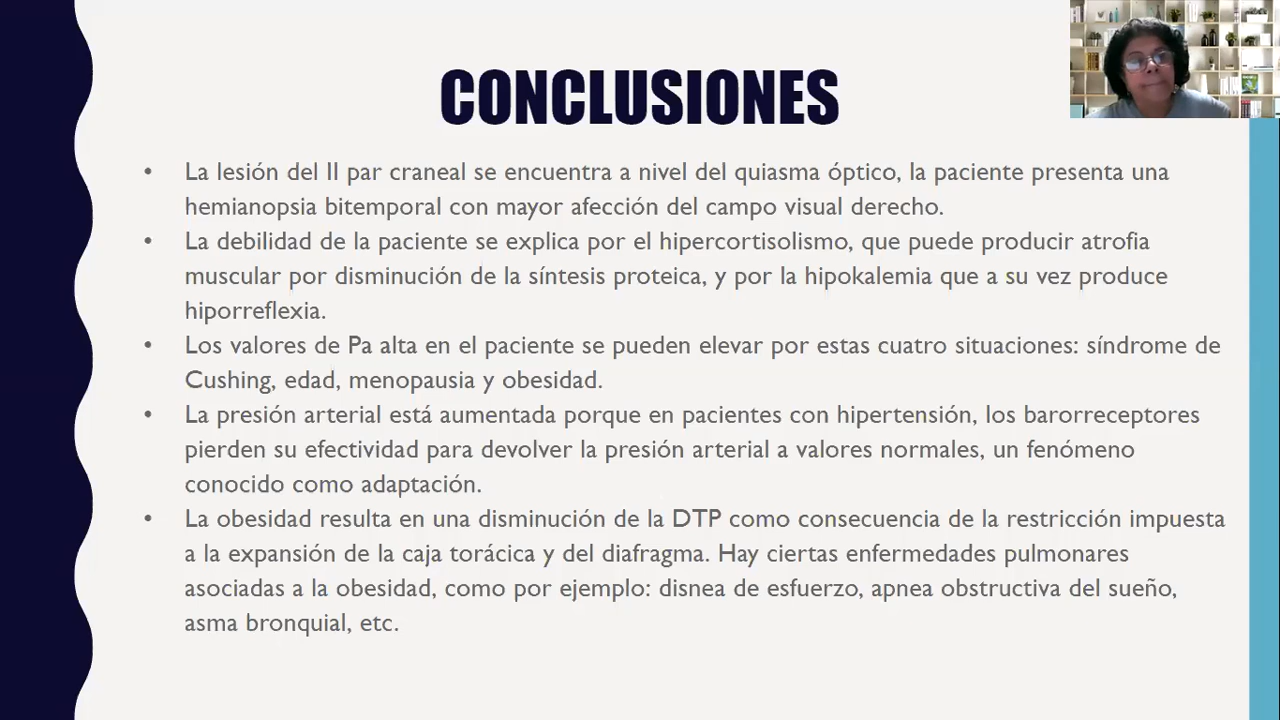 CONCLUSIONES
• La lesión del II par craneal se encuentra a nivel del quiasma óptico, la paciente presenta una
hemianopsia bitemporal con mayor afección del campo visual derecho.
• La debilidad de la paciente se explica por el hipercortisolismo, que puede producir atrofia
muscular por disminución de la síntesis proteica, y por la hipokalemia que a su vez produce
hiporreflexia.
• Los valores de Pa alta en el paciente se pueden elevar por estas cuatro situaciones: síndrome de
Cushing, edad, menopausia y obesidad.
• La presión arterial está aumentada porque en pacientes con hipertensión, los barorreceptores
pierden su efectividad para devolver la presión arterial a valores normales, un fenómeno
conocido como adaptación.
• La obesidad resulta en una disminución de la DTP como consecuencia de la restricción impuesta
a la expansión de la caja torácica y del diafragma. Hay ciertas enfermedades pulmonares
asociadas a la obesidad, como por ejemplo: disnea de esfuerzo, apnea obstructiva del sueño,
asma bronquial, etc.